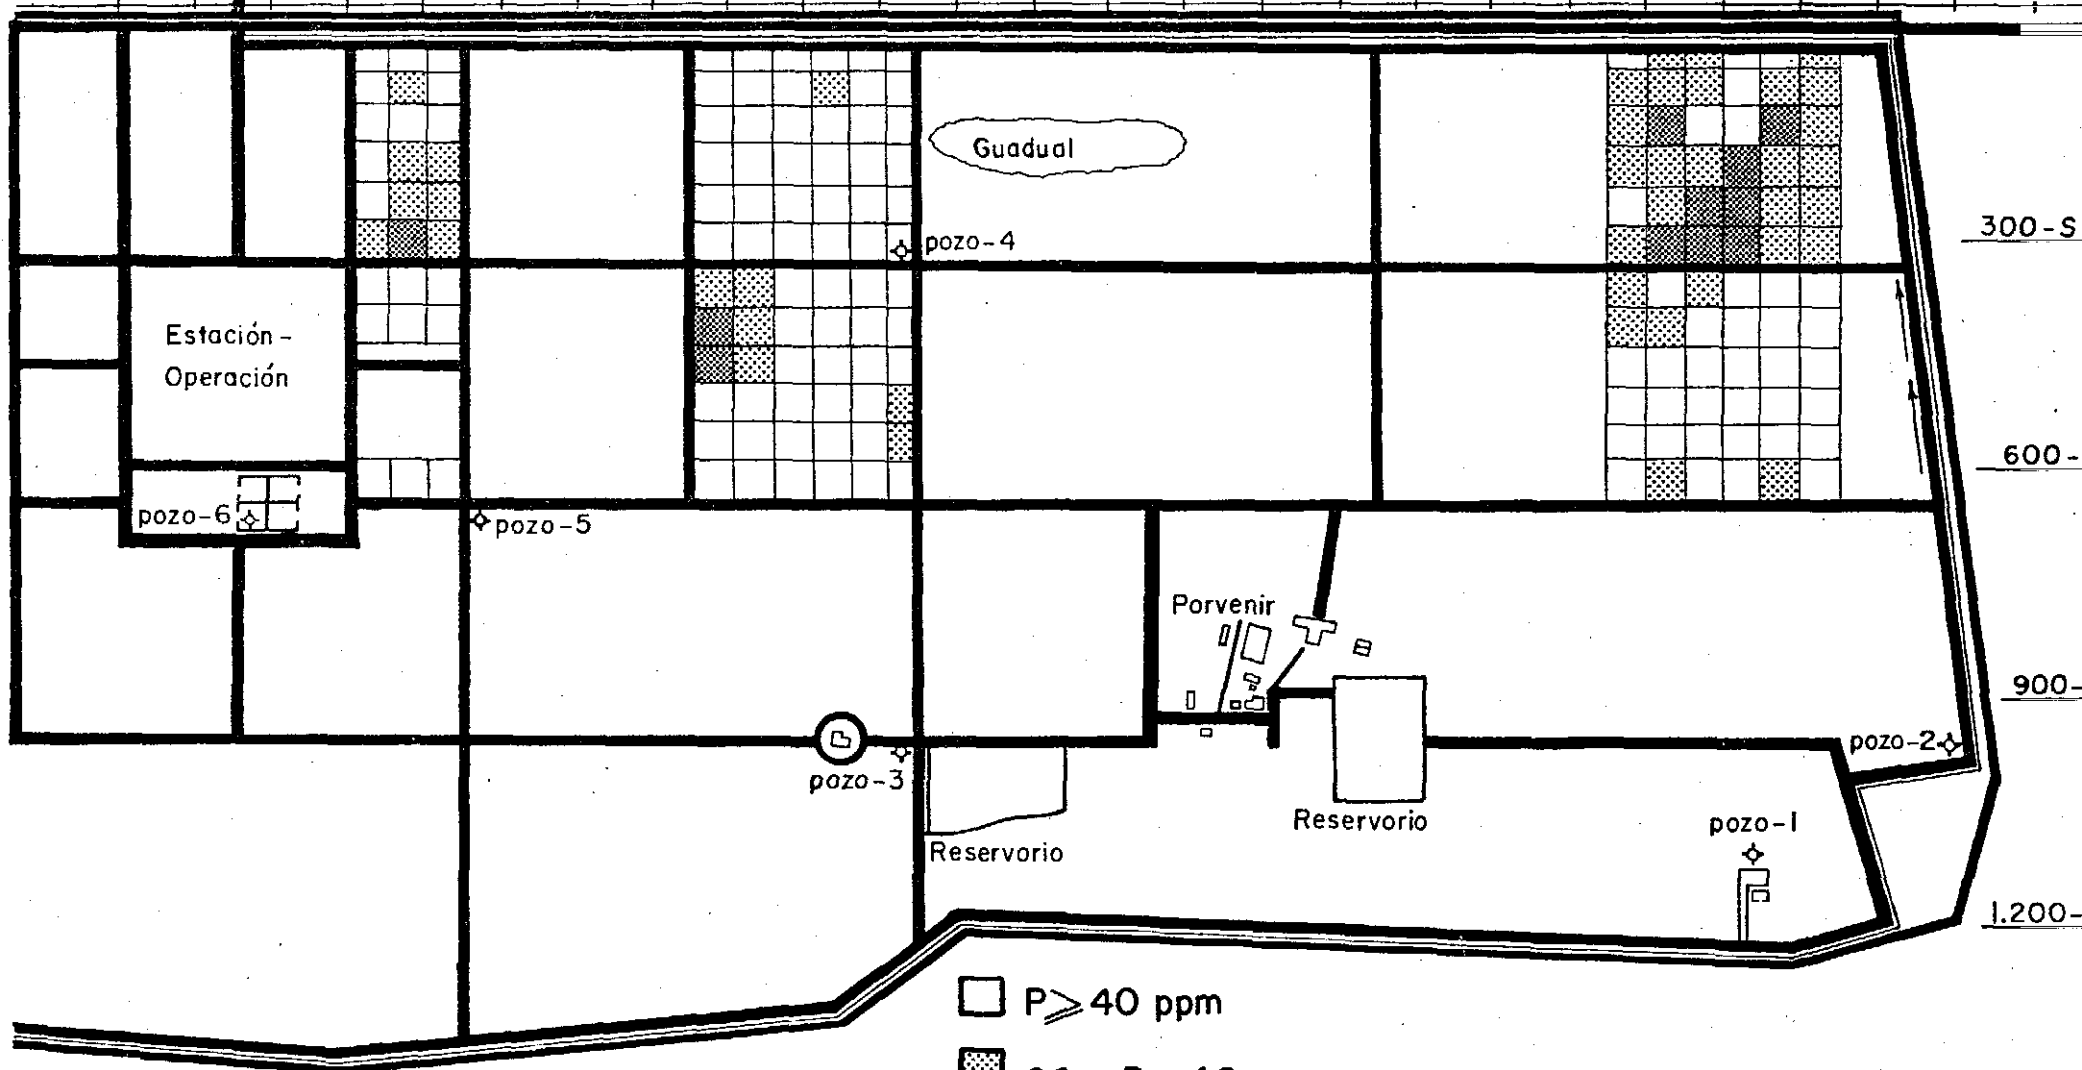 Guadual
300-S
pozo-4
Estación-
Operación
600-
pozo-6
pozo-5
Porvenir
900-
pozo-2
pozo-3
Reservorio
pozo-1
Reservorio
1.200-
P ≥ 40 ppm